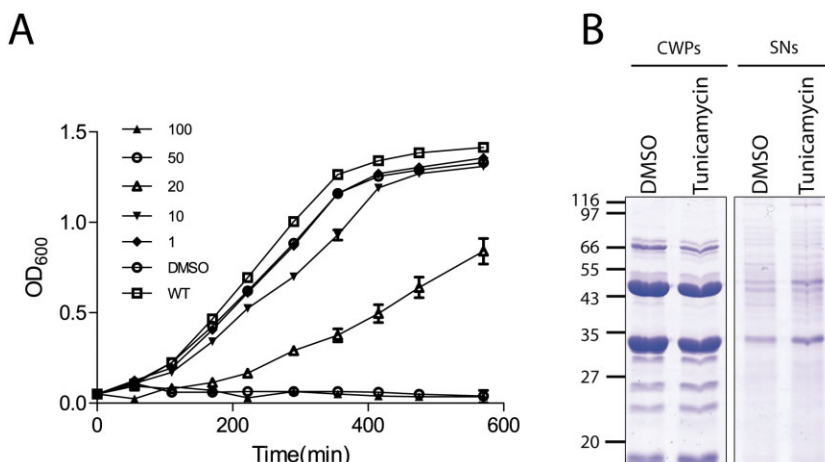 A
1.5
1.0
0.5
0.0
OD600
100
50
20
10
1
DMSO
WT
0
200
400
600
Time(min)
B
CWPs
SNs
DMSO
Tunicamycin
DMSO
Tunicamycin
116
97
66
55
43
35
27
20